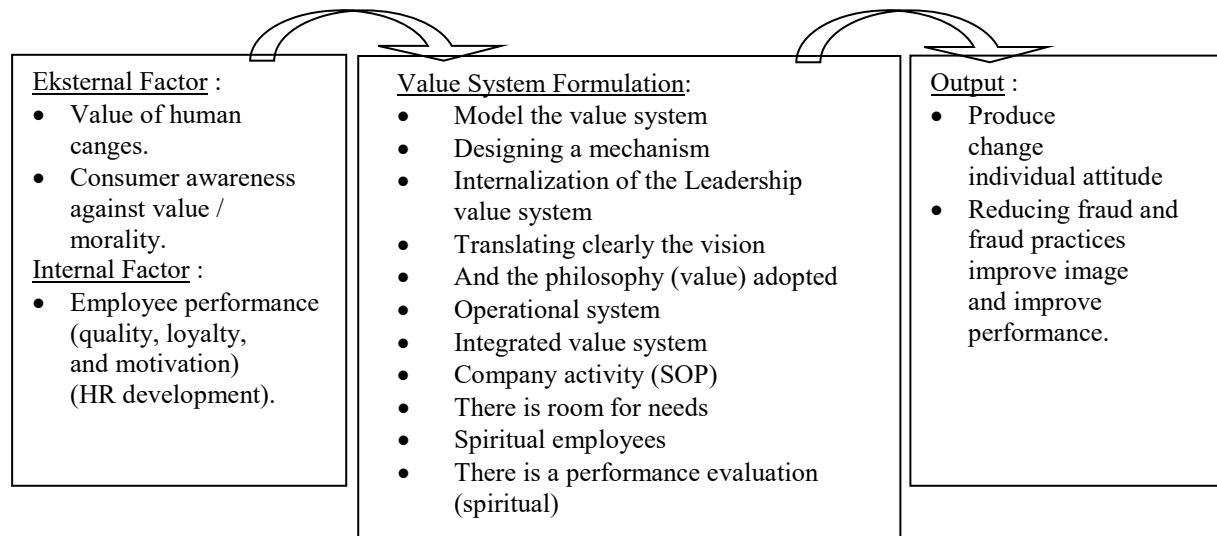 Eksternal Factor :
• Value of human
canges.
• Consumer awareness
against value /
morality.
Internal Factor :
• Employee performance
(quality, loyalty,
and motivation)
(HR development).
Value System Formulation:
• Model the value system
• Designing a mechanism
• Internalization of the Leadership
value system
• Translating clearly the vision
• And the philosophy (value) adopted
• Operational system
• Integrated value system
• Company activity (SOP)
• There is room for needs
• Spiritual employees
• There is a performance evaluation
(spiritual)
Output :
• Produce
change
individual attitude
• Reducing fraud and
fraud practices
improve image
and improve
performance.